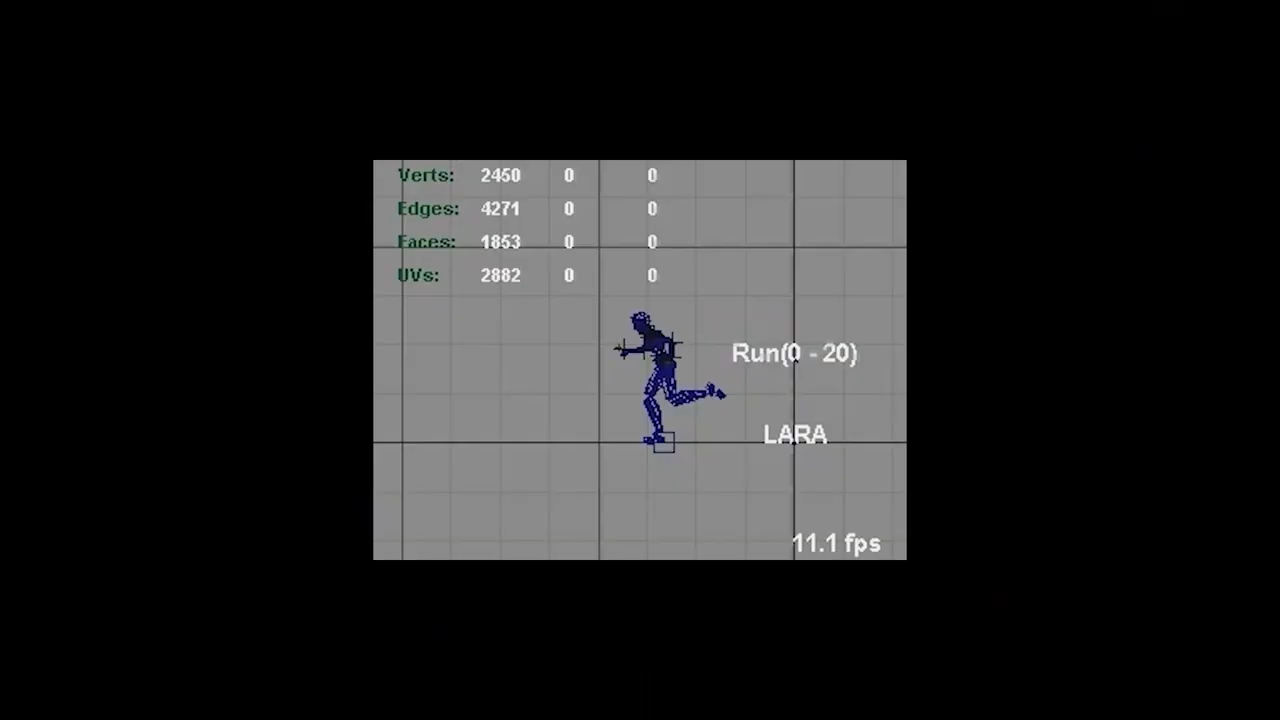 Verts: 2450 0 0
Edges: 4271 0 0
Faces: 1853 0 0
UVs: 2882 0 0
Run(0 - 20)
LARA
11.1 fps